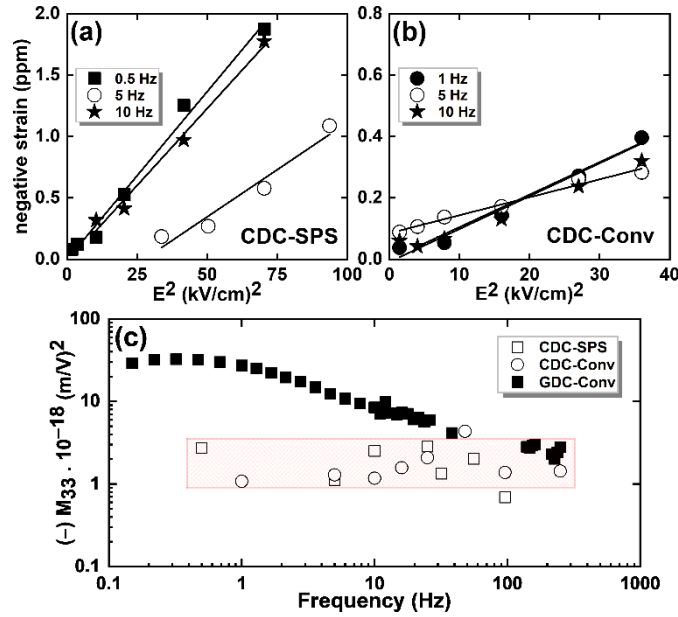 (a)
0.5 Hz
5 Hz
10 Hz
CDC-SPS
negative strain (ppm)
2.0
1.5
1.0
0.5
0.0
0 25 50 75 100
E² (kV/cm)²
(b)
1 Hz
5 Hz
10 Hz
CDC-Conv
0.8
0.6
0.4
0.2
0.0
0 10 20 30 40
E² (kV/cm)²
(c)
CDC-SPS
CDC-Conv
GDC-Conv
(–) M₃₃ · 10⁻¹⁸ (m/V)²
100
10
1
0.1
0.1 1 10 100 1000
Frequency (Hz)